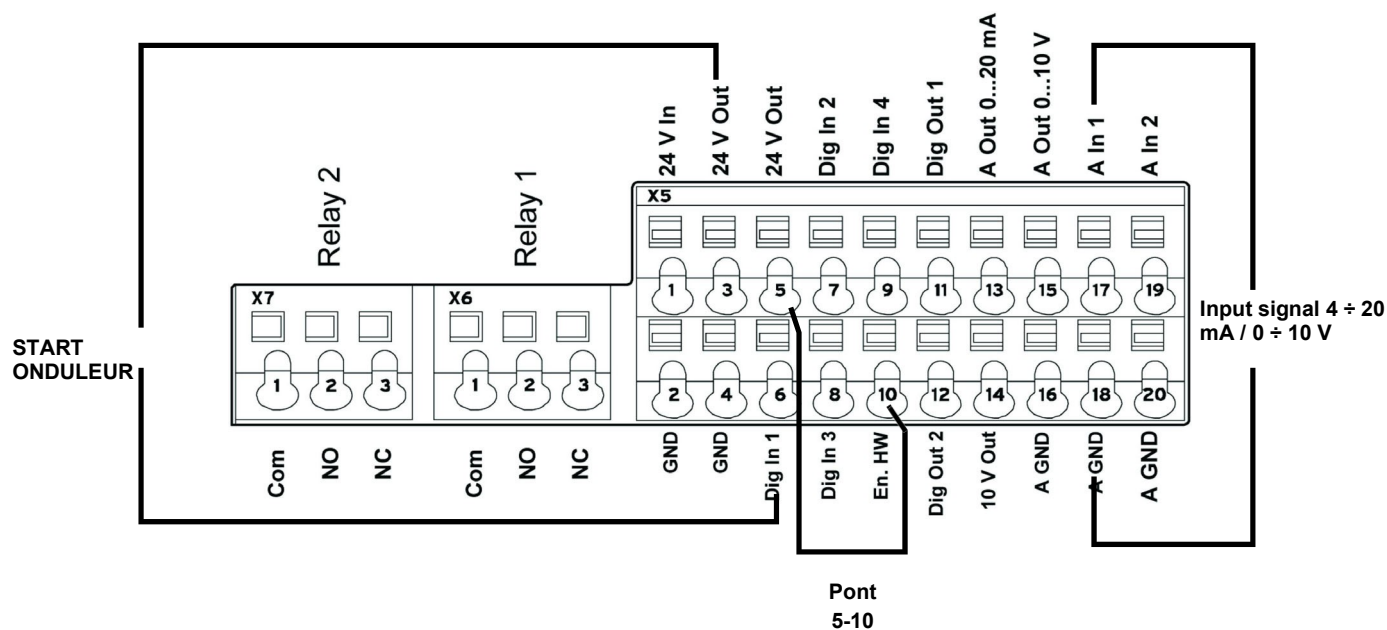 24 V In
24 V Out
24 V Out
Dig In 2
Dig In 4
Dig Out 1
A Out 0...20 mA
A Out 0...10 V
A In 1
A In 2
Relay 2
Relay 1
X5
1 3 5 7 9 11 13 15 17 19
X7
X6
START
ONDULEUR
Input signal 4 ÷ 20
mA / 0 ÷ 10 V
1 2 3
1 2 3
2 4 6 8 10 12 14 16 18 20
Com
NO
NC
Com
NO
NC
GND
GND
Dig In 1
Dig In 3
En. HW
Dig Out 2
10 V Out
A GND
A GND
A GND
Pont
5-10